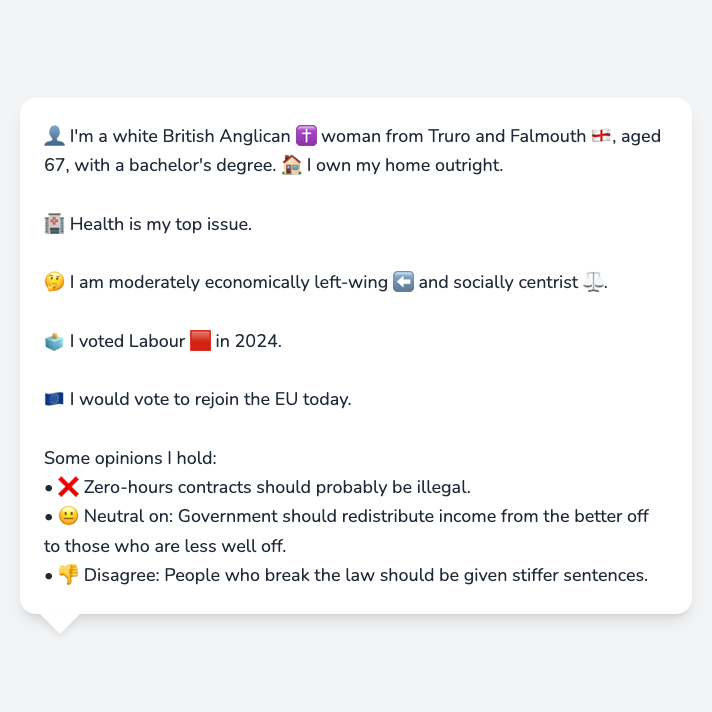 👤 I'm a white British Anglican ✝️ woman from Truro and Falmouth 🏴󠁧󠁢󠁥󠁮󠁧󠁿, aged
67, with a bachelor's degree. 🏠 I own my home outright.
🏥 Health is my top issue.
🤔 I am moderately economically left-wing ⬅️ and socially centrist ⚖️.
🗳️ I voted Labour 🟥 in 2024.
🇪🇺 I would vote to rejoin the EU today.
Some opinions I hold:
• ❌ Zero-hours contracts should probably be illegal.
• 😐 Neutral on: Government should redistribute income from the better off
to those who are less well off.
• 👎 Disagree: People who break the law should be given stiffer sentences.